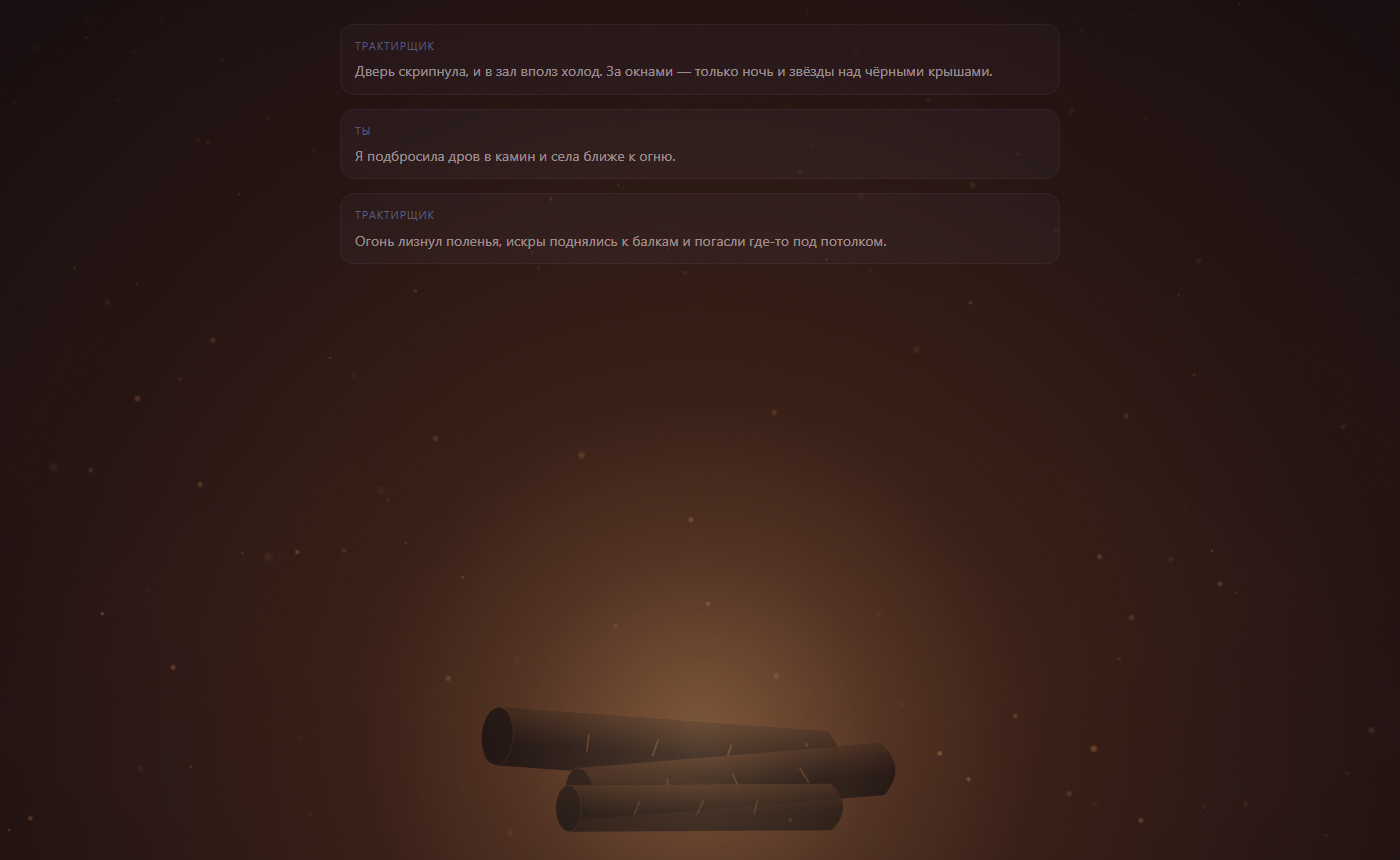 ТРАКТИРЩИК
Дверь скрипнула, и в зал вполз холод. За окнами — только ночь и звёзды над чёрными крышами.
ТЫ
Я подбросила дров в камин и села ближе к огню.
ТРАКТИРЩИК
Огонь лизнул поленья, искры поднялись к балкам и погасли где-то под потолком.